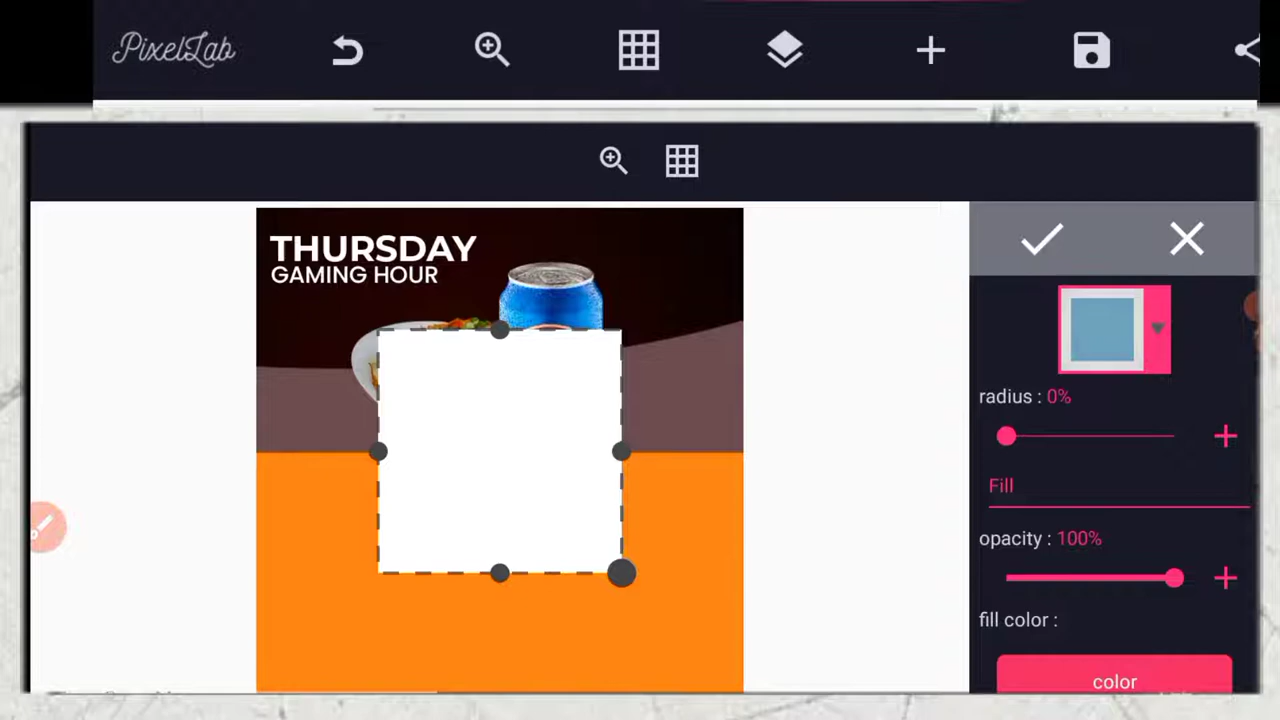 PixelLab
THURSDAY
GAMING HOUR
radius : 0%
Fill
opacity : 100%
fill color :
color